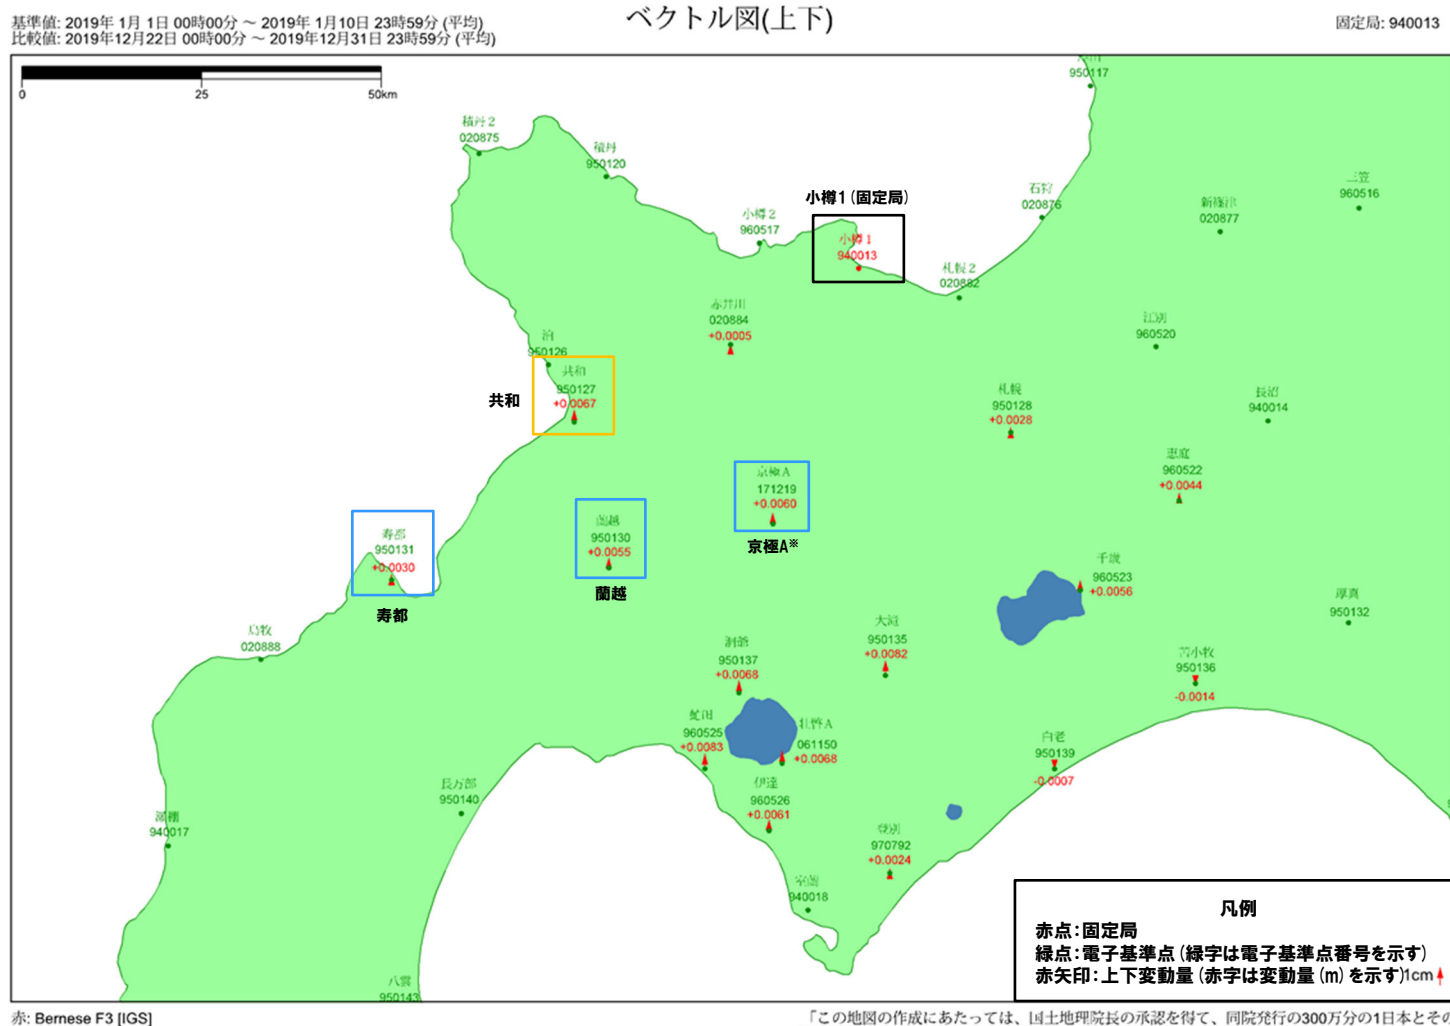 ベクトル図(上下)
基準値: 2019年 1月 1日 00時00分 ～ 2019年 1月10日 23時59分 (平均)
比較値: 2019年12月22日 00時00分 ～ 2019年12月31日 23時59分 (平均)
固定局: 940013
0 25 50km
950117
積丹2
020875
積丹
950120
小樽2
960517
小樽1(固定局)
小樽1
940013
石狩
020876
札幌2
020882
新篠津
020877
三笠
960516
赤井川
020884
+0.0005
江別
960520
泊
950126
共和
共和
950127
+0.0067
札幌
950128
+0.0028
長沼
940014
恵庭
960522
+0.0044
京極A
171219
+0.0060
京極A※
蘭越
950130
+0.0055
蘭越
寿都
950131
+0.0030
寿都
千歳
960523
+0.0056
厚真
950132
島牧
020888
大滝
950135
+0.0082
洞爺
950137
+0.0068
苫小牧
950136
-0.0014
虻田
960525
+0.0083
壮瞥A
061150
+0.0068
白老
950139
-0.0007
長万部
950140
伊達
960526
+0.0061
瀬棚
940017
登別
970792
+0.0024
室蘭
940018
八雲
950143
凡例
赤点：固定局
緑点：電子基準点(緑字は電子基準点番号を示す)
赤矢印：上下変動量(赤字は変動量(m)を示す) 1cm
赤: Bernese F3 [IGS]
「この地図の作成にあたっては、国土地理院長の承認を得て、同院発行の300万分の1日本とその